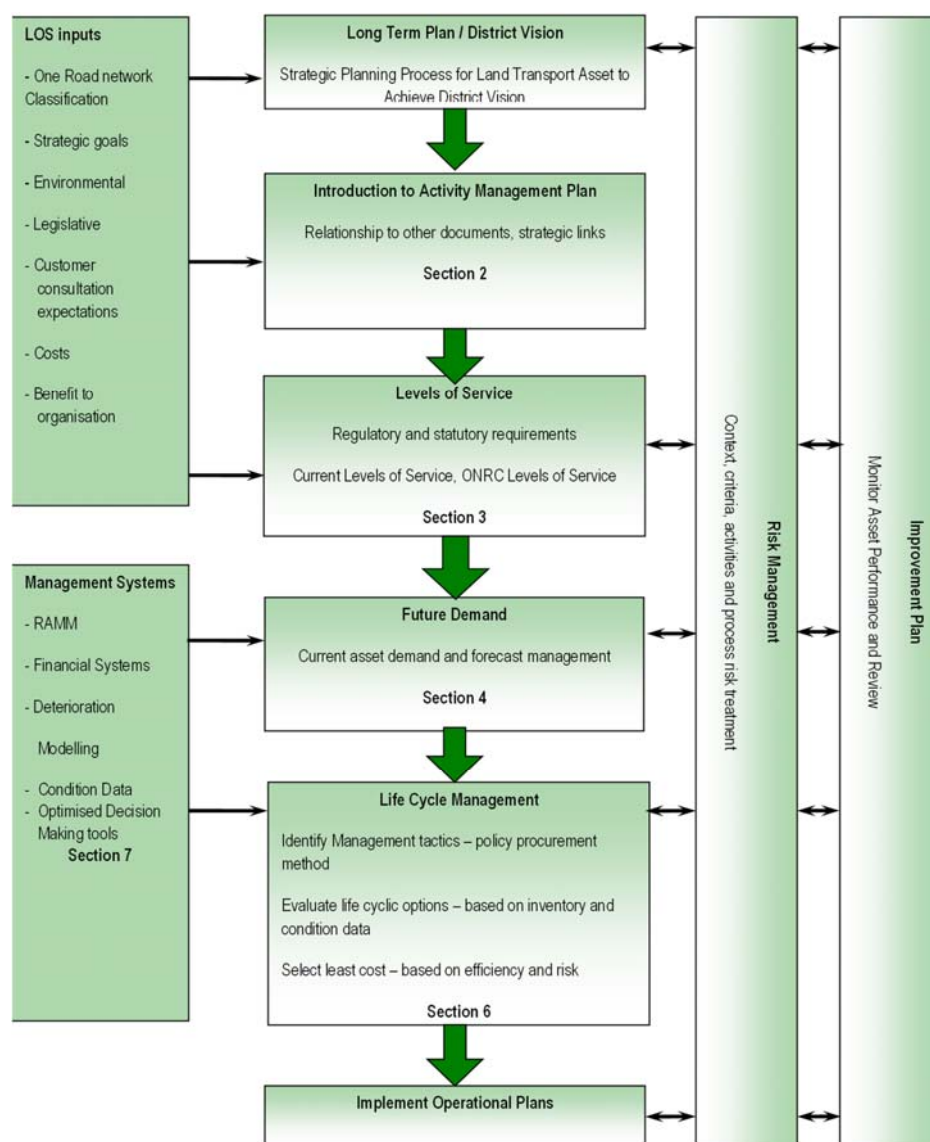 LOS inputs
- One Road network
Classification
- Strategic goals
- Environmental
- Legislative
- Customer
consultation
expectations
- Costs
- Benefit to
organisation
Management Systems
- RAMM
- Financial Systems
- Deterioration
Modelling
- Condition Data
- Optimised Decision
Making tools
Section 7
Long Term Plan / District Vision
Strategic Planning Process for Land Transport Asset to
Achieve District Vision
Introduction to Activity Management Plan
Relationship to other documents, strategic links
Section 2
Levels of Service
Regulatory and statutory requirements
Current Levels of Service, ONRC Levels of Service
Section 3
Future Demand
Current asset demand and forecast management
Section 4
Life Cycle Management
Identify Management tactics – policy procurement
method
Evaluate life cyclic options – based on inventory and
condition data
Select least cost – based on efficiency and risk
Section 6
Implement Operational Plans
Risk Management
Context, criteria, activities and process risk treatment
Improvement Plan
Monitor Asset Performance and Review